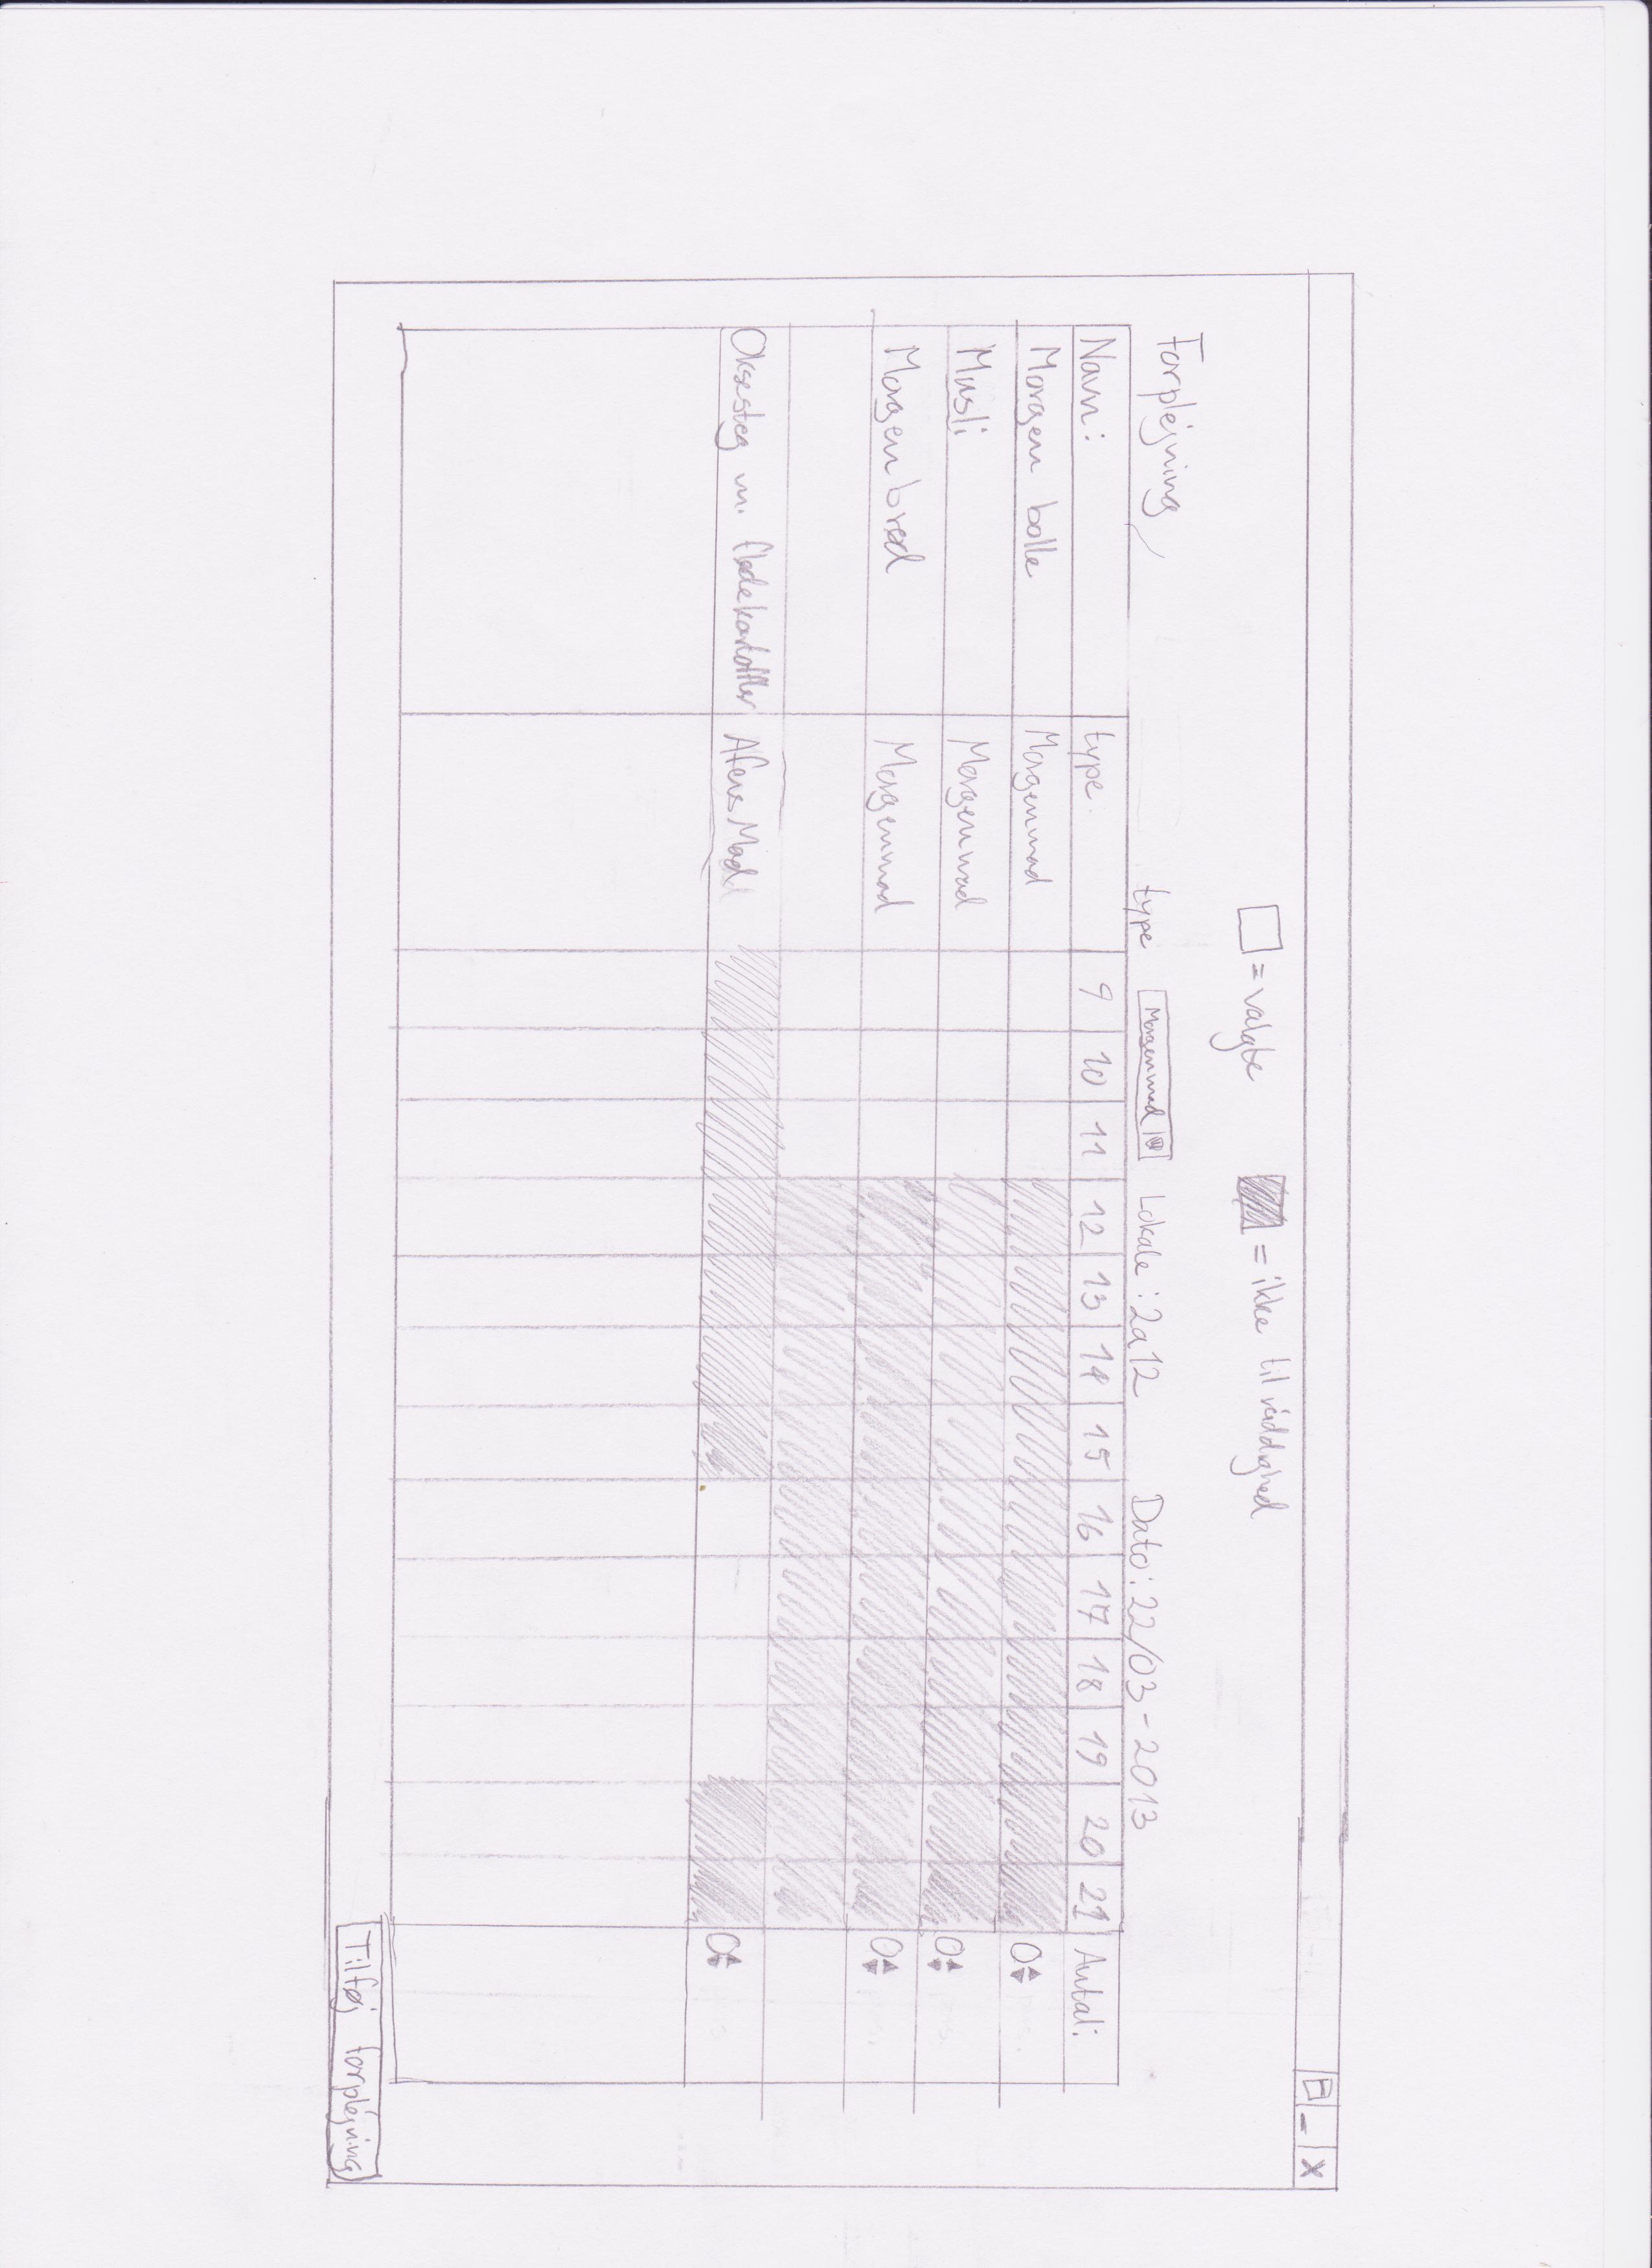 □ = valgte ▨ = ikke til rådighed
Forplejning
type Morgenmad Lokale : 2a12 Dato: 22/03-2013
Navn: type. 9 10 11 12 13 14 15 16 17 18 19 20 21 Antal:
Morgen bolle Morgenmad 0
Musli Morgenmad 0
Morgenbrød Morgenmad 0
Oksesteg m. flødekartofler Aftens Mad 0
Tilføj forplejning